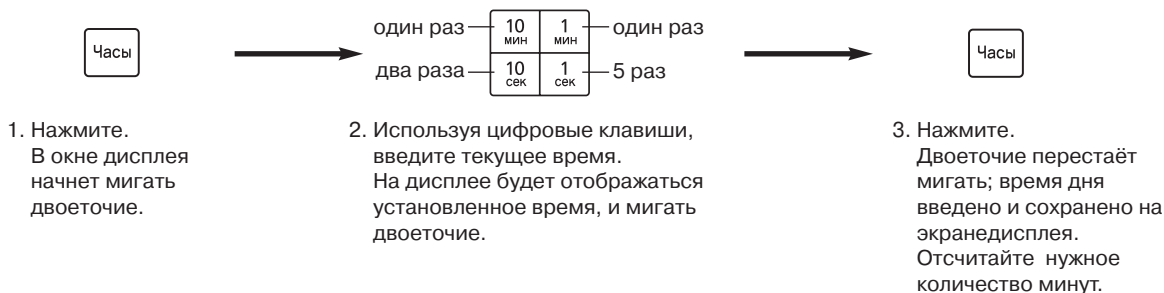 Часы
один раз 10 мин 1 мин один раз
два раза 10 сек 1 сек 5 раз
Часы
1. Нажмите.
В окне дисплея
начнет мигать
двоеточие.
2. Используя цифровые клавиши,
введите текущее время.
На дисплее будет отображаться
установленное время, и мигать
двоеточие.
3. Нажмите.
Двоеточие перестаёт
мигать; время дня
введено и сохранено на
экранедисплея.
Отсчитайте нужное
количество минут.